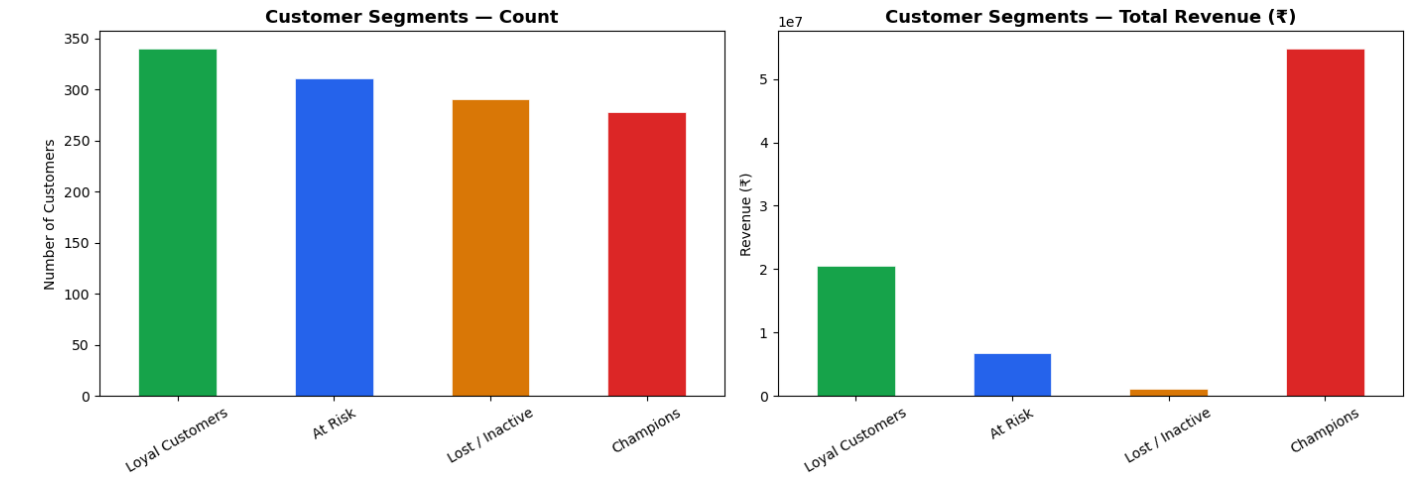 Customer Segments — Count
Number of Customers
350
300
250
200
150
100
50
0
Loyal Customers
At Risk
Lost / Inactive
Champions
Customer Segments — Total Revenue (₹)
1e7
Revenue (₹)
5
4
3
2
1
0
Loyal Customers
At Risk
Lost / Inactive
Champions